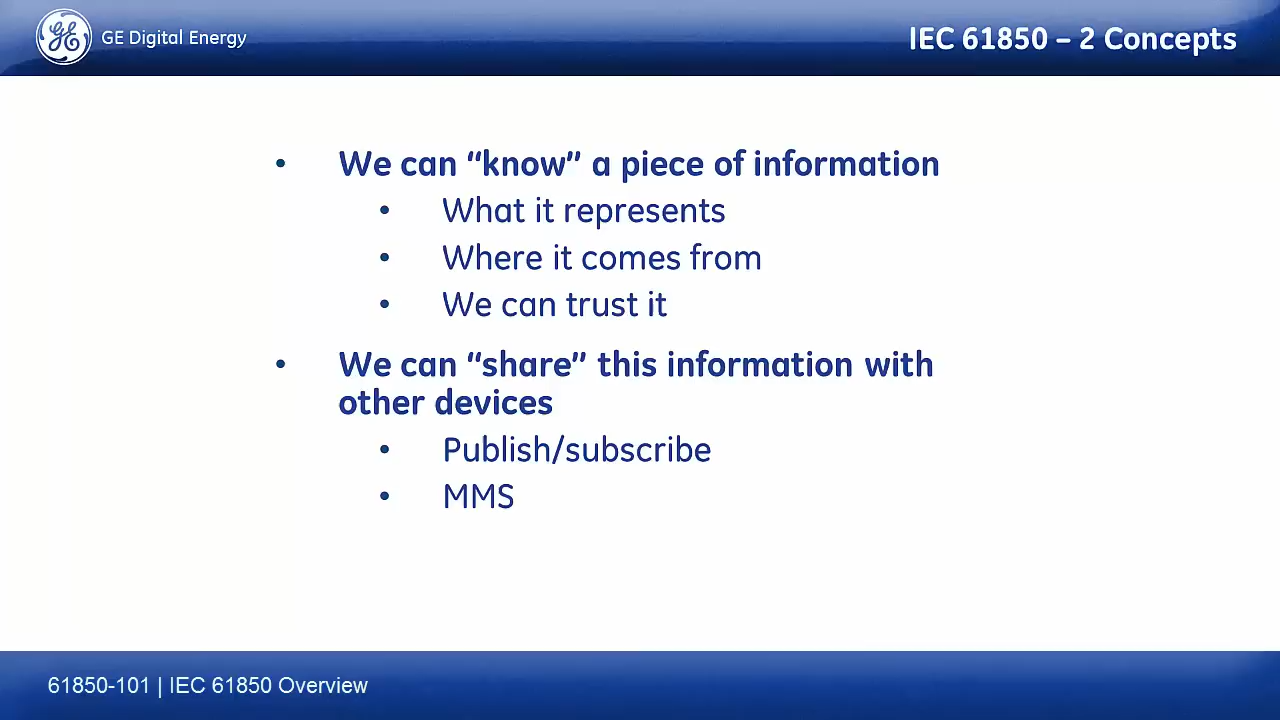 GE Digital Energy
IEC 61850 – 2 Concepts
• We can “know” a piece of information
• What it represents
• Where it comes from
• We can trust it
• We can “share” this information with
other devices
• Publish/subscribe
• MMS
61850-101 | IEC 61850 Overview